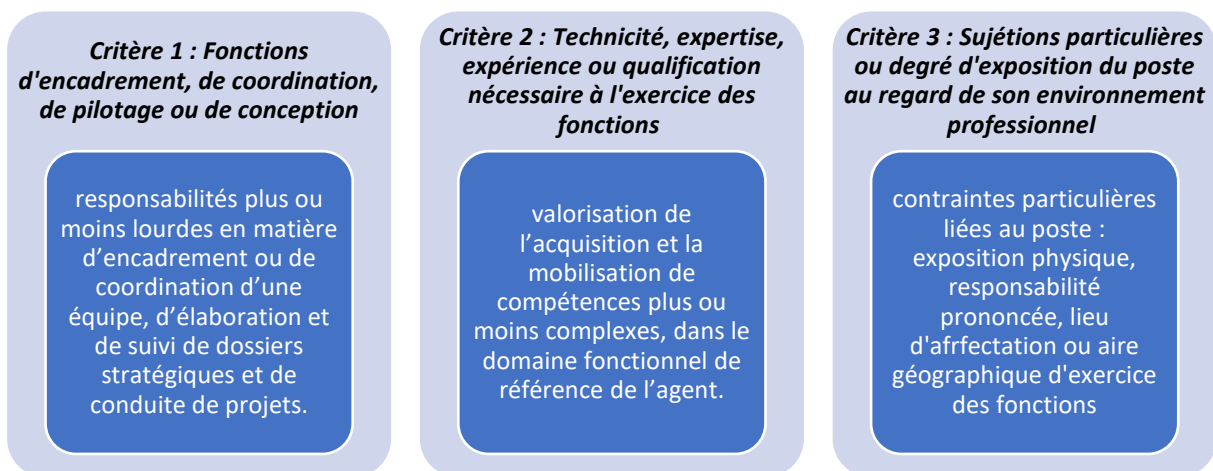 Critère 1 : Fonctions
d'encadrement, de coordination,
de pilotage ou de conception
responsabilités plus ou
moins lourdes en matière
d’encadrement ou de
coordination d’une
équipe, d’élaboration et
de suivi de dossiers
stratégiques et de
conduite de projets.
Critère 2 : Technicité, expertise,
expérience ou qualification
nécessaire à l'exercice des
fonctions
valorisation de
l’acquisition et la
mobilisation de
compétences plus ou
moins complexes, dans le
domaine fonctionnel de
référence de l’agent.
Critère 3 : Sujétions particulières
ou degré d'exposition du poste
au regard de son environnement
professionnel
contraintes particulières
liées au poste :
exposition physique,
responsabilité
prononcée, lieu
d'afrfectation ou aire
géographique d'exercice
des fonctions